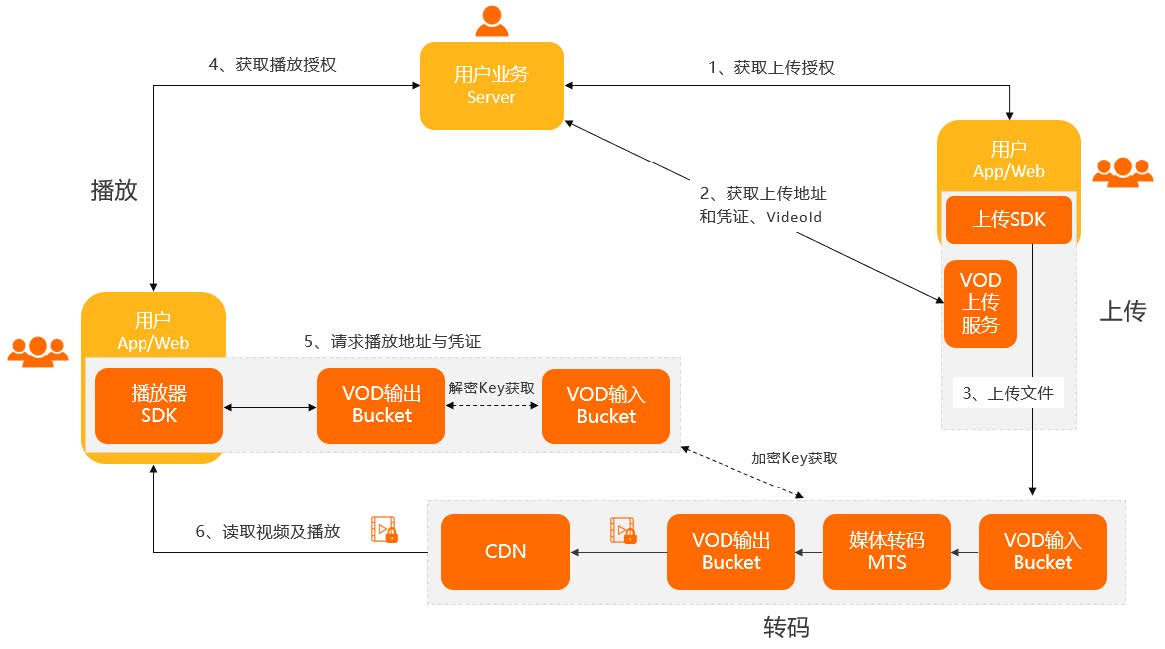 4、获取播放授权
用户业务
Server
1、获取上传授权
用户
App/Web
上传SDK
播放
2、获取上传地址
和凭证、VideoId
VOD
上传
服务
上传
用户
App/Web
5、请求播放地址与凭证
播放器
SDK
VOD输出
Bucket
解密Key获取
VOD输入
Bucket
3、上传文件
加密Key获取
6、读取视频及播放
CDN
VOD输出
Bucket
媒体转码
MTS
VOD输入
Bucket
转码